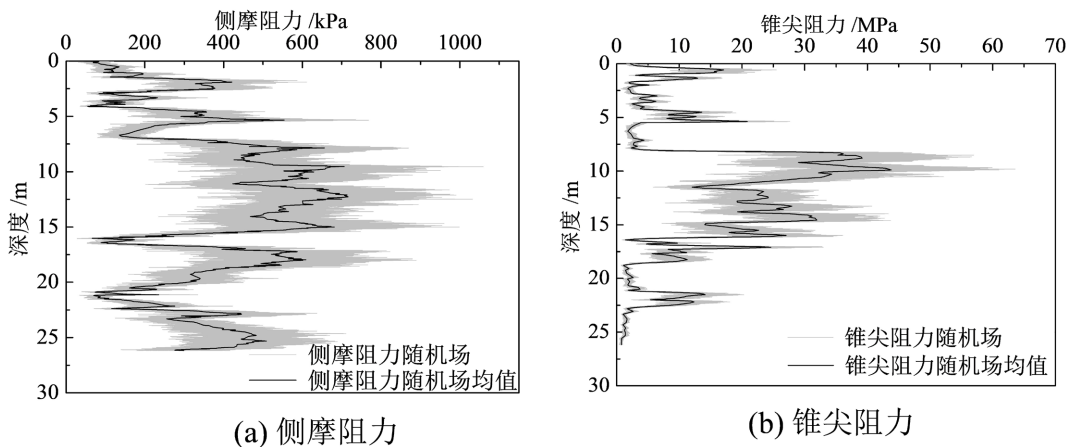 侧摩阻力 /kPa
0 200 400 600 800 1000
0
5
10
15
20
25
30
深度 /m
侧摩阻力随机场
侧摩阻力随机场均值
(a) 侧摩阻力
锥尖阻力 /MPa
0 10 20 30 40 50 60 70
0
5
10
15
20
25
30
深度 /m
锥尖阻力随机场
锥尖阻力随机场均值
(b) 锥尖阻力